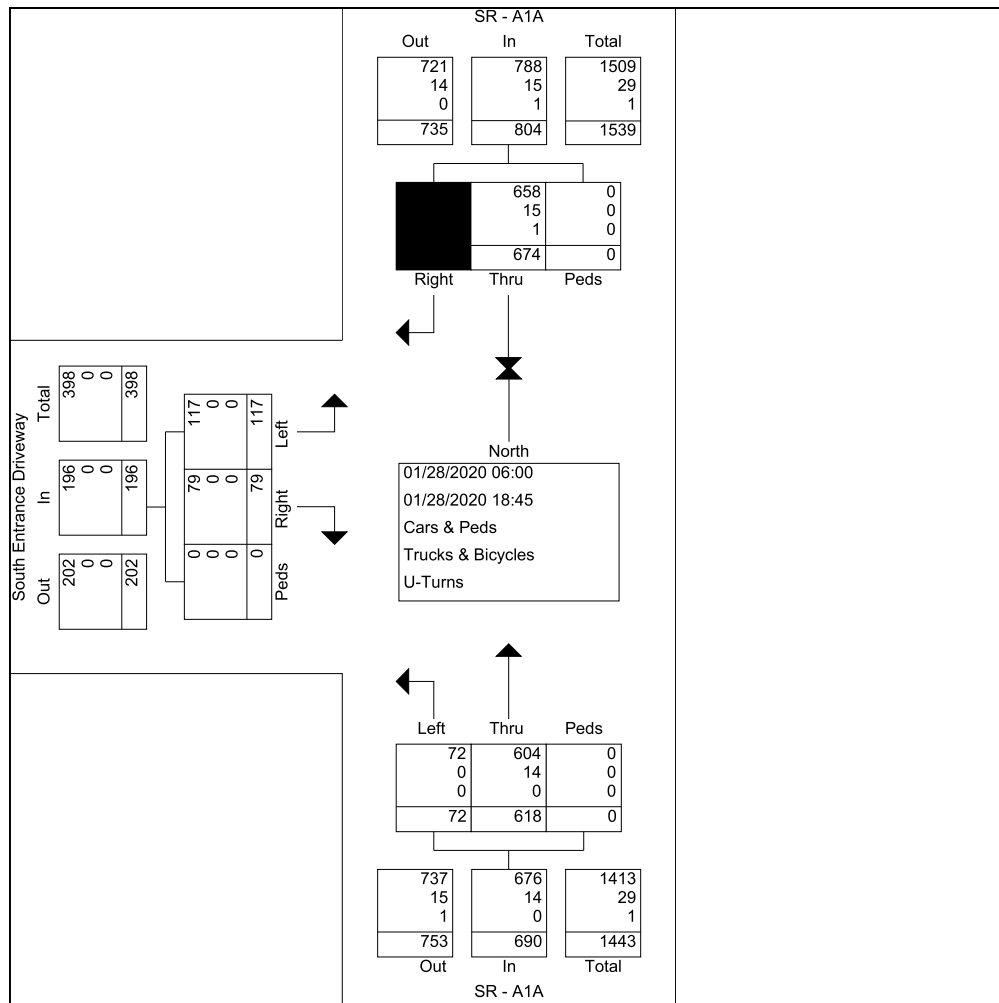 SR - A1A
Out In Total
721 788 1509
14 15 29
0 1 1
735 804 1539
658 0
15 0
1 0
674 0
Right Thru Peds
South Entrance Driveway
Total In Out
398 196 202
0 0 0
0 0 0
398 196 202
117 79 0
0 0 0
0 0 0
117 79 0
Left Right Peds
North
01/28/2020 06:00
01/28/2020 18:45
Cars & Peds
Trucks & Bicycles
U-Turns
Left Thru Peds
72 604 0
0 14 0
0 0 0
72 618 0
737 676 1413
15 14 29
1 0 1
753 690 1443
Out In Total
SR - A1A